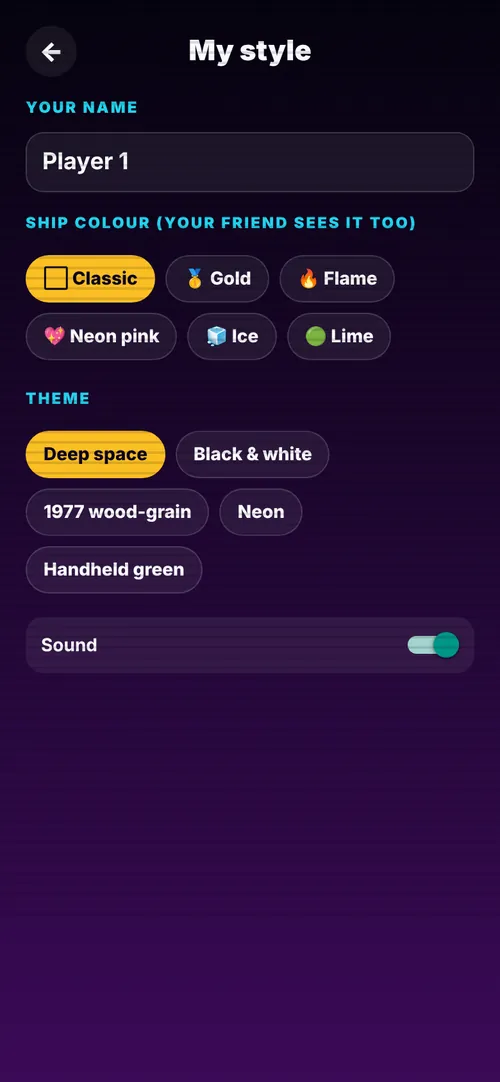 My style
YOUR NAME
Player 1
SHIP COLOUR (YOUR FRIEND SEES IT TOO)
Classic
Gold
Flame
Neon pink
Ice
Lime
THEME
Deep space
Black & white
1977 wood-grain
Neon
Handheld green
Sound